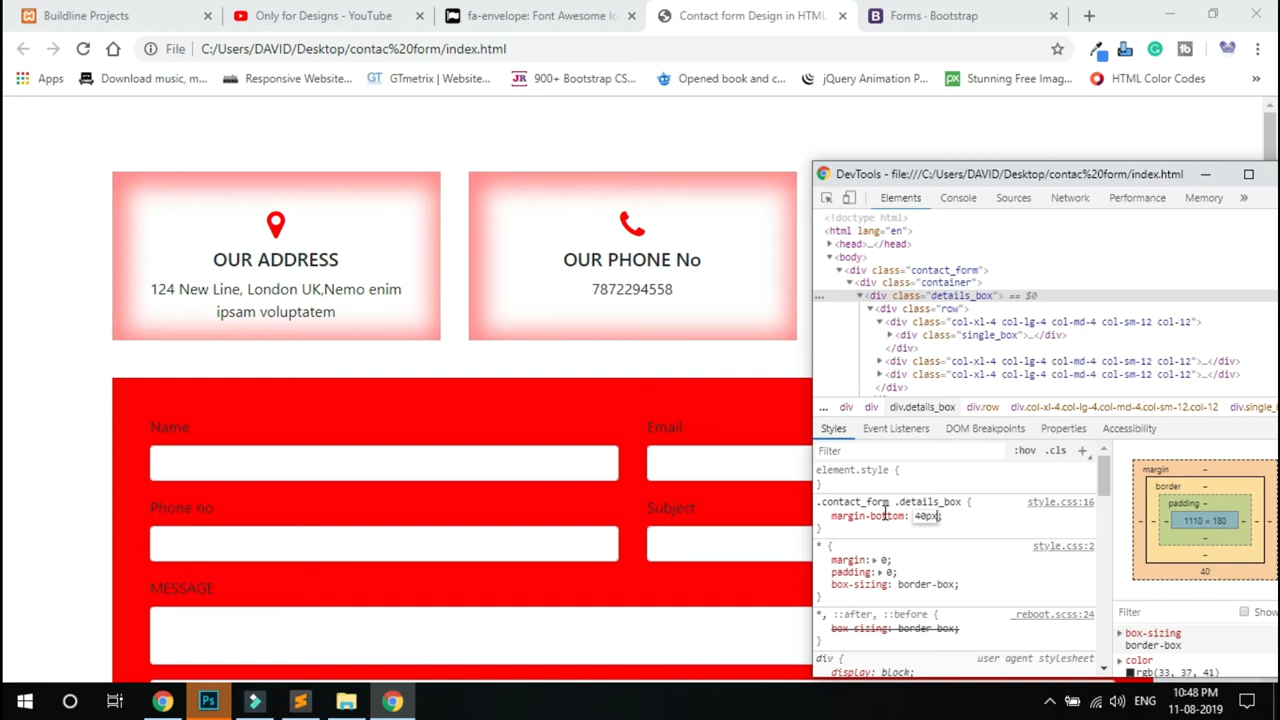 Buildline Projects
Only for Designs - YouTube
fa-envelope: Font Awesome Ic
Contact form Design in HTML
Forms · Bootstrap
File C:/Users/DAVID/Desktop/contac%20form/index.html
Apps
Download music, m...
Responsive Website...
GT GTmetrix | Website...
JR 900+ Bootstrap CS...
Opened book and c...
jQuery Animation P...
px Stunning Free Imag...
HTML Color Codes
»
OUR ADDRESS
124 New Line, London UK,Nemo enim
ipsam voluptatem
OUR PHONE No
7872294558
Name
Email
Phone no
Subject
MESSAGE
DevTools - file:///C:/Users/DAVID/Desktop/contac%20form/index.html
Elements Console Sources Network Performance Memory »
<!doctype html>
<html lang="en">
<head>…</head>
<body>
<div class="contact_form">
<div class="container">
... <div class="details_box"> == $0
<div class="row">
<div class="col-xl-4 col-lg-4 col-md-4 col-sm-12 col-12">
<div class="single_box">…</div>
</div>
<div class="col-xl-4 col-lg-4 col-md-4 col-sm-12 col-12">…</div>
<div class="col-xl-4 col-lg-4 col-md-4 col-sm-12 col-12">…</div>
</div>
... div div div.details_box div.row div.col-xl-4.col-lg-4.col-md-4.col-sm-12.col-12 div.single_
Styles Event Listeners DOM Breakpoints Properties Accessibility
Filter :hov .cls +
element.style {
}
.contact_form .details_box { style.css:16
margin-bottom: 40px;
}
* { style.css:2
margin: 0;
padding: 0;
box-sizing: border-box;
}
*, ::after, ::before { _reboot.scss:24
box-sizing: border-box;
}
div { user agent stylesheet
display: block;
margin –
border –
padding –
– – – 1110 × 180 – – –
–
–
40
Filter Show
box-sizing
border-box
color
rgb(33, 37, 41)
Ps
ENG
10:48 PM
11-08-2019